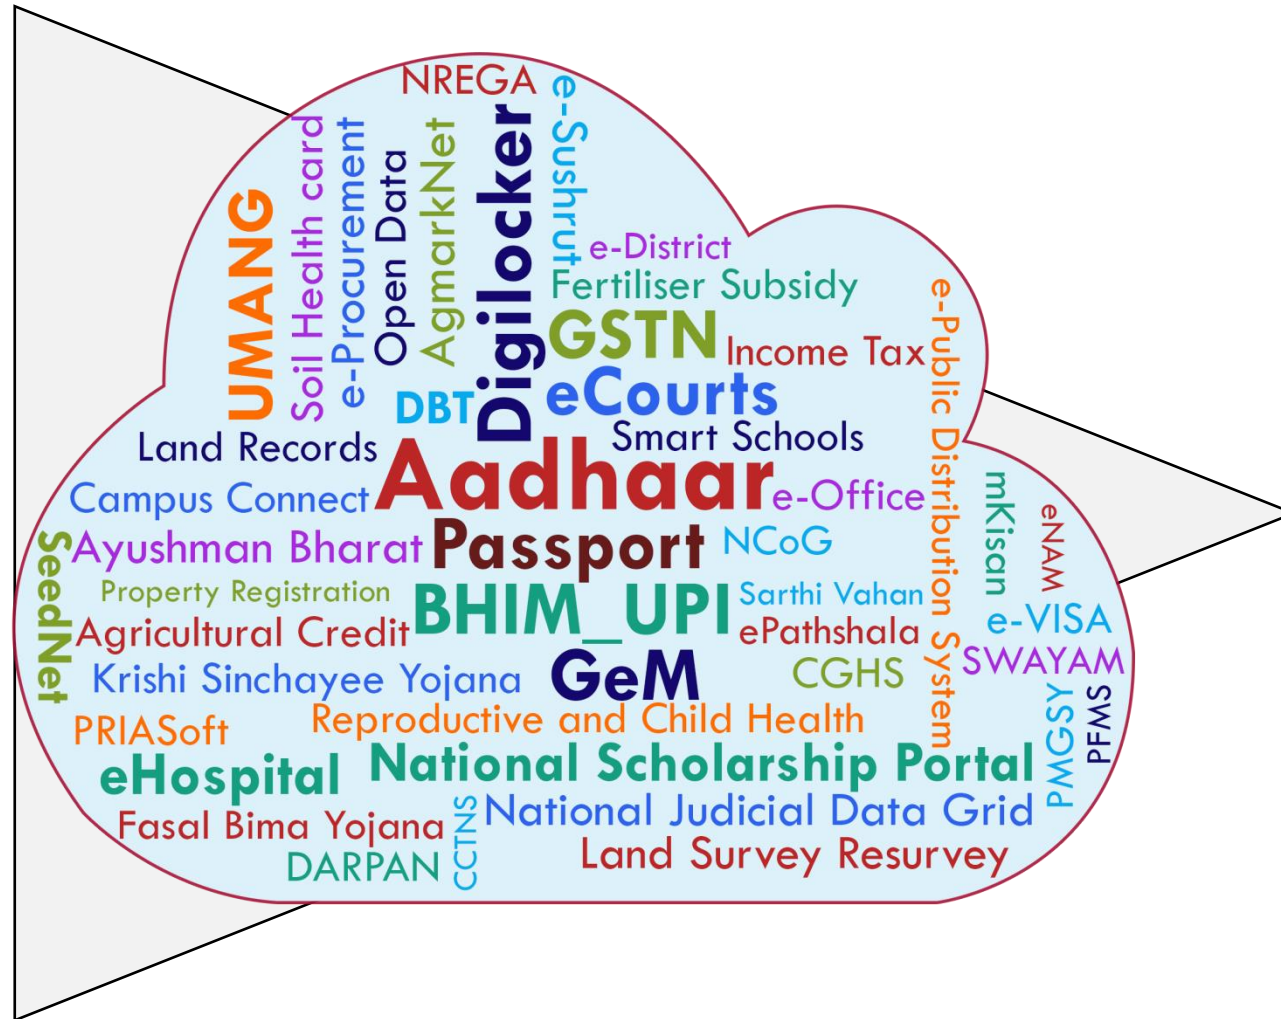 NREGA
e-Sushrut
Digilocker
AgmarkNet
Open Data
e-Procurement
Soil Health card
UMANG
e-District
Fertiliser Subsidy
GSTN
Income Tax
e-Public Distribution System
DBT
eCourts
Smart Schools
Land Records
Aadhaar
Campus Connect
e-Office
mKisan
eNAM
SeedNet
Ayushman Bharat
Passport
NCoG
Property Registration
BHIM_UPI
Sarthi Vahan
e-VISA
Agricultural Credit
ePathshala
Krishi Sinchayee Yojana
GeM
CGHS
SWAYAM
PMGSY
PFMS
PRIASoft
Reproductive and Child Health
eHospital
National Scholarship Portal
Fasal Bima Yojana
CCTNS
National Judicial Data Grid
DARPAN
Land Survey Resurvey